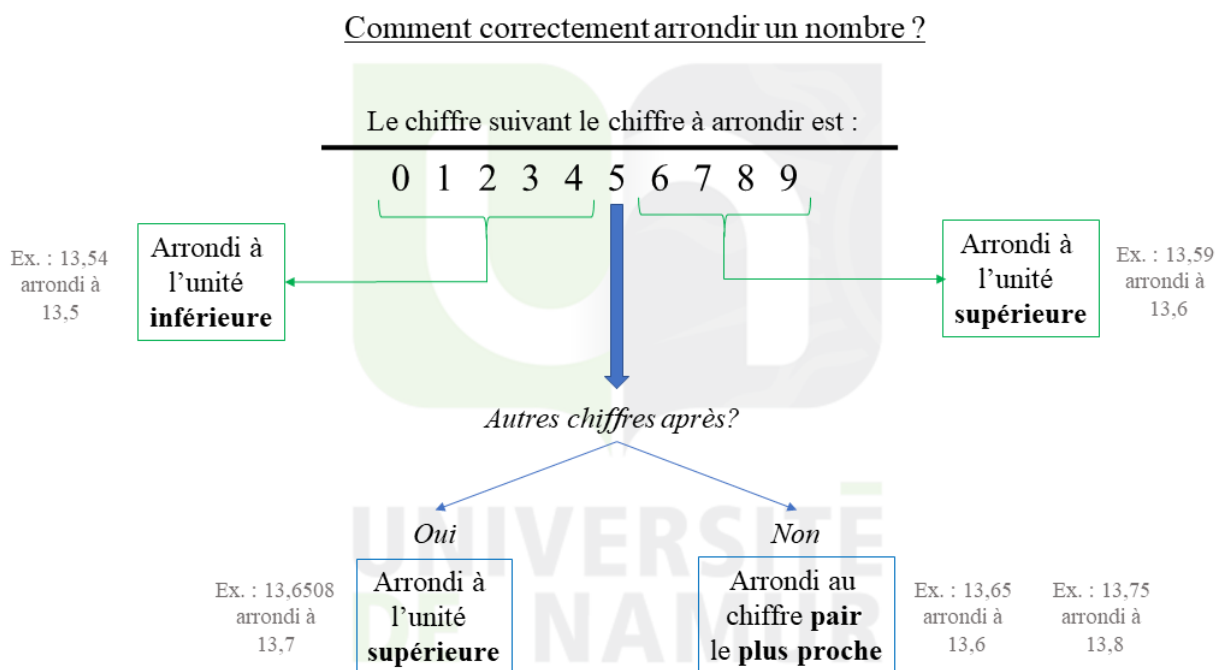 Comment correctement arrondir un nombre ?
Le chiffre suivant le chiffre à arrondir est :
0 1 2 3 4 5 6 7 8 9
Ex. : 13,54
arrondi à
13,5
Arrondi à
l’unité
inférieure
Arrondi à
l’unité
supérieure
Ex. : 13,59
arrondi à
13,6
Autres chiffres après?
Oui
Non
Ex. : 13,6508
arrondi à
13,7
Arrondi à
l’unité
supérieure
Arrondi au
chiffre pair
le plus proche
Ex. : 13,65
arrondi à
13,6
Ex. : 13,75
arrondi à
13,8
UNIVERSITÉ
DE NAMUR